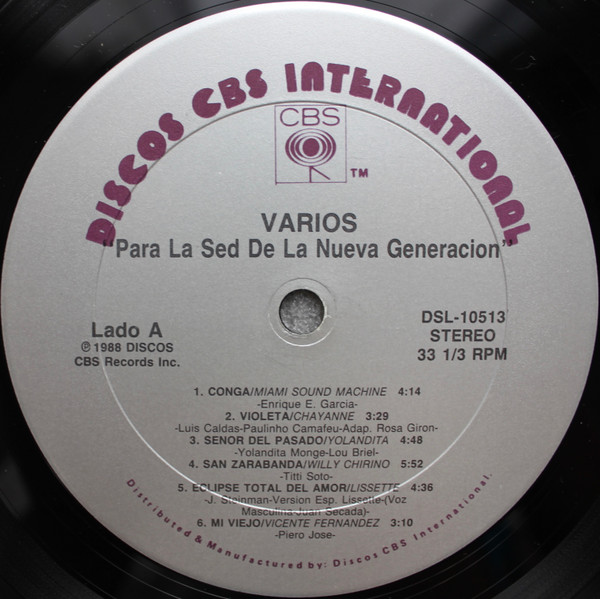 DISCOS CBS INTERNATIONAL
CBS
TM
VARIOS
"Para La Sed De La Nueva Generacion"
Lado A
℗ 1988 DISCOS
CBS Records Inc.
DSL-10513
STEREO
33 1/3 RPM
1. CONGA/MIAMI SOUND MACHINE 4:14
-Enrique E. Garcia-
2. VIOLETA/CHAYANNE 3:29
-Luis Caldas-Paulinho Camafeu-Adap. Rosa Giron-
3. SENOR DEL PASADO/YOLANDITA 4:48
-Yolandita Monge-Lou Briel-
4. SAN ZARABANDA/WILLY CHIRINO 5:52
-Titti Soto-
5. ECLIPSE TOTAL DEL AMOR/LISSETTE 4:36
-J. Steinman-Version Esp. Lissette-(Voz
Masculina-Juan Secada)-
6. MI VIEJO/VICENTE FERNANDEZ 3:10
-Piero Jose-
Distributed & Manufactured by: Discos CBS International.